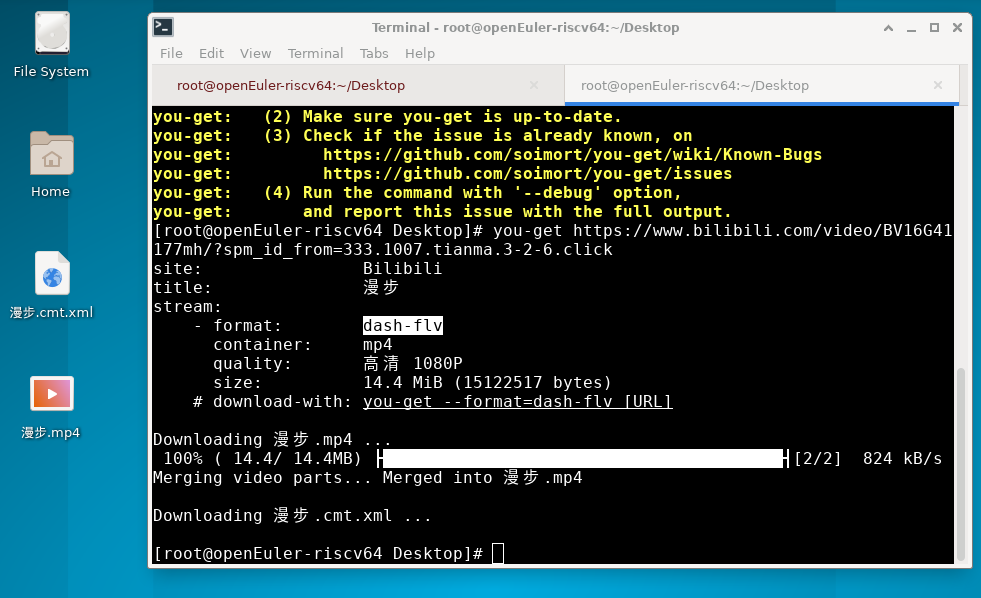 File System
Home
漫步.cmt.xml
漫步.mp4
Terminal - root@openEuler-riscv64:~/Desktop
File Edit View Terminal Tabs Help
root@openEuler-riscv64:~/Desktop root@openEuler-riscv64:~/Desktop
you-get:   (2) Make sure you-get is up-to-date.
you-get:   (3) Check if the issue is already known, on
you-get:         https://github.com/soimort/you-get/wiki/Known-Bugs
you-get:         https://github.com/soimort/you-get/issues
you-get:   (4) Run the command with '--debug' option,
you-get:       and report this issue with the full output.
[root@openEuler-riscv64 Desktop]# you-get https://www.bilibili.com/video/BV16G41
177mh/?spm_id_from=333.1007.tianma.3-2-6.click
site:                Bilibili
title:               漫步
stream:
    - format:        dash-flv
      container:     mp4
      quality:       高清 1080P
      size:          14.4 MiB (15122517 bytes)
    # download-with: you-get --format=dash-flv [URL]
Downloading 漫步.mp4 ...
 100% ( 14.4/ 14.4MB) [2/2]  824 kB/s
Merging video parts... Merged into 漫步.mp4
Downloading 漫步.cmt.xml ...
[root@openEuler-riscv64 Desktop]#